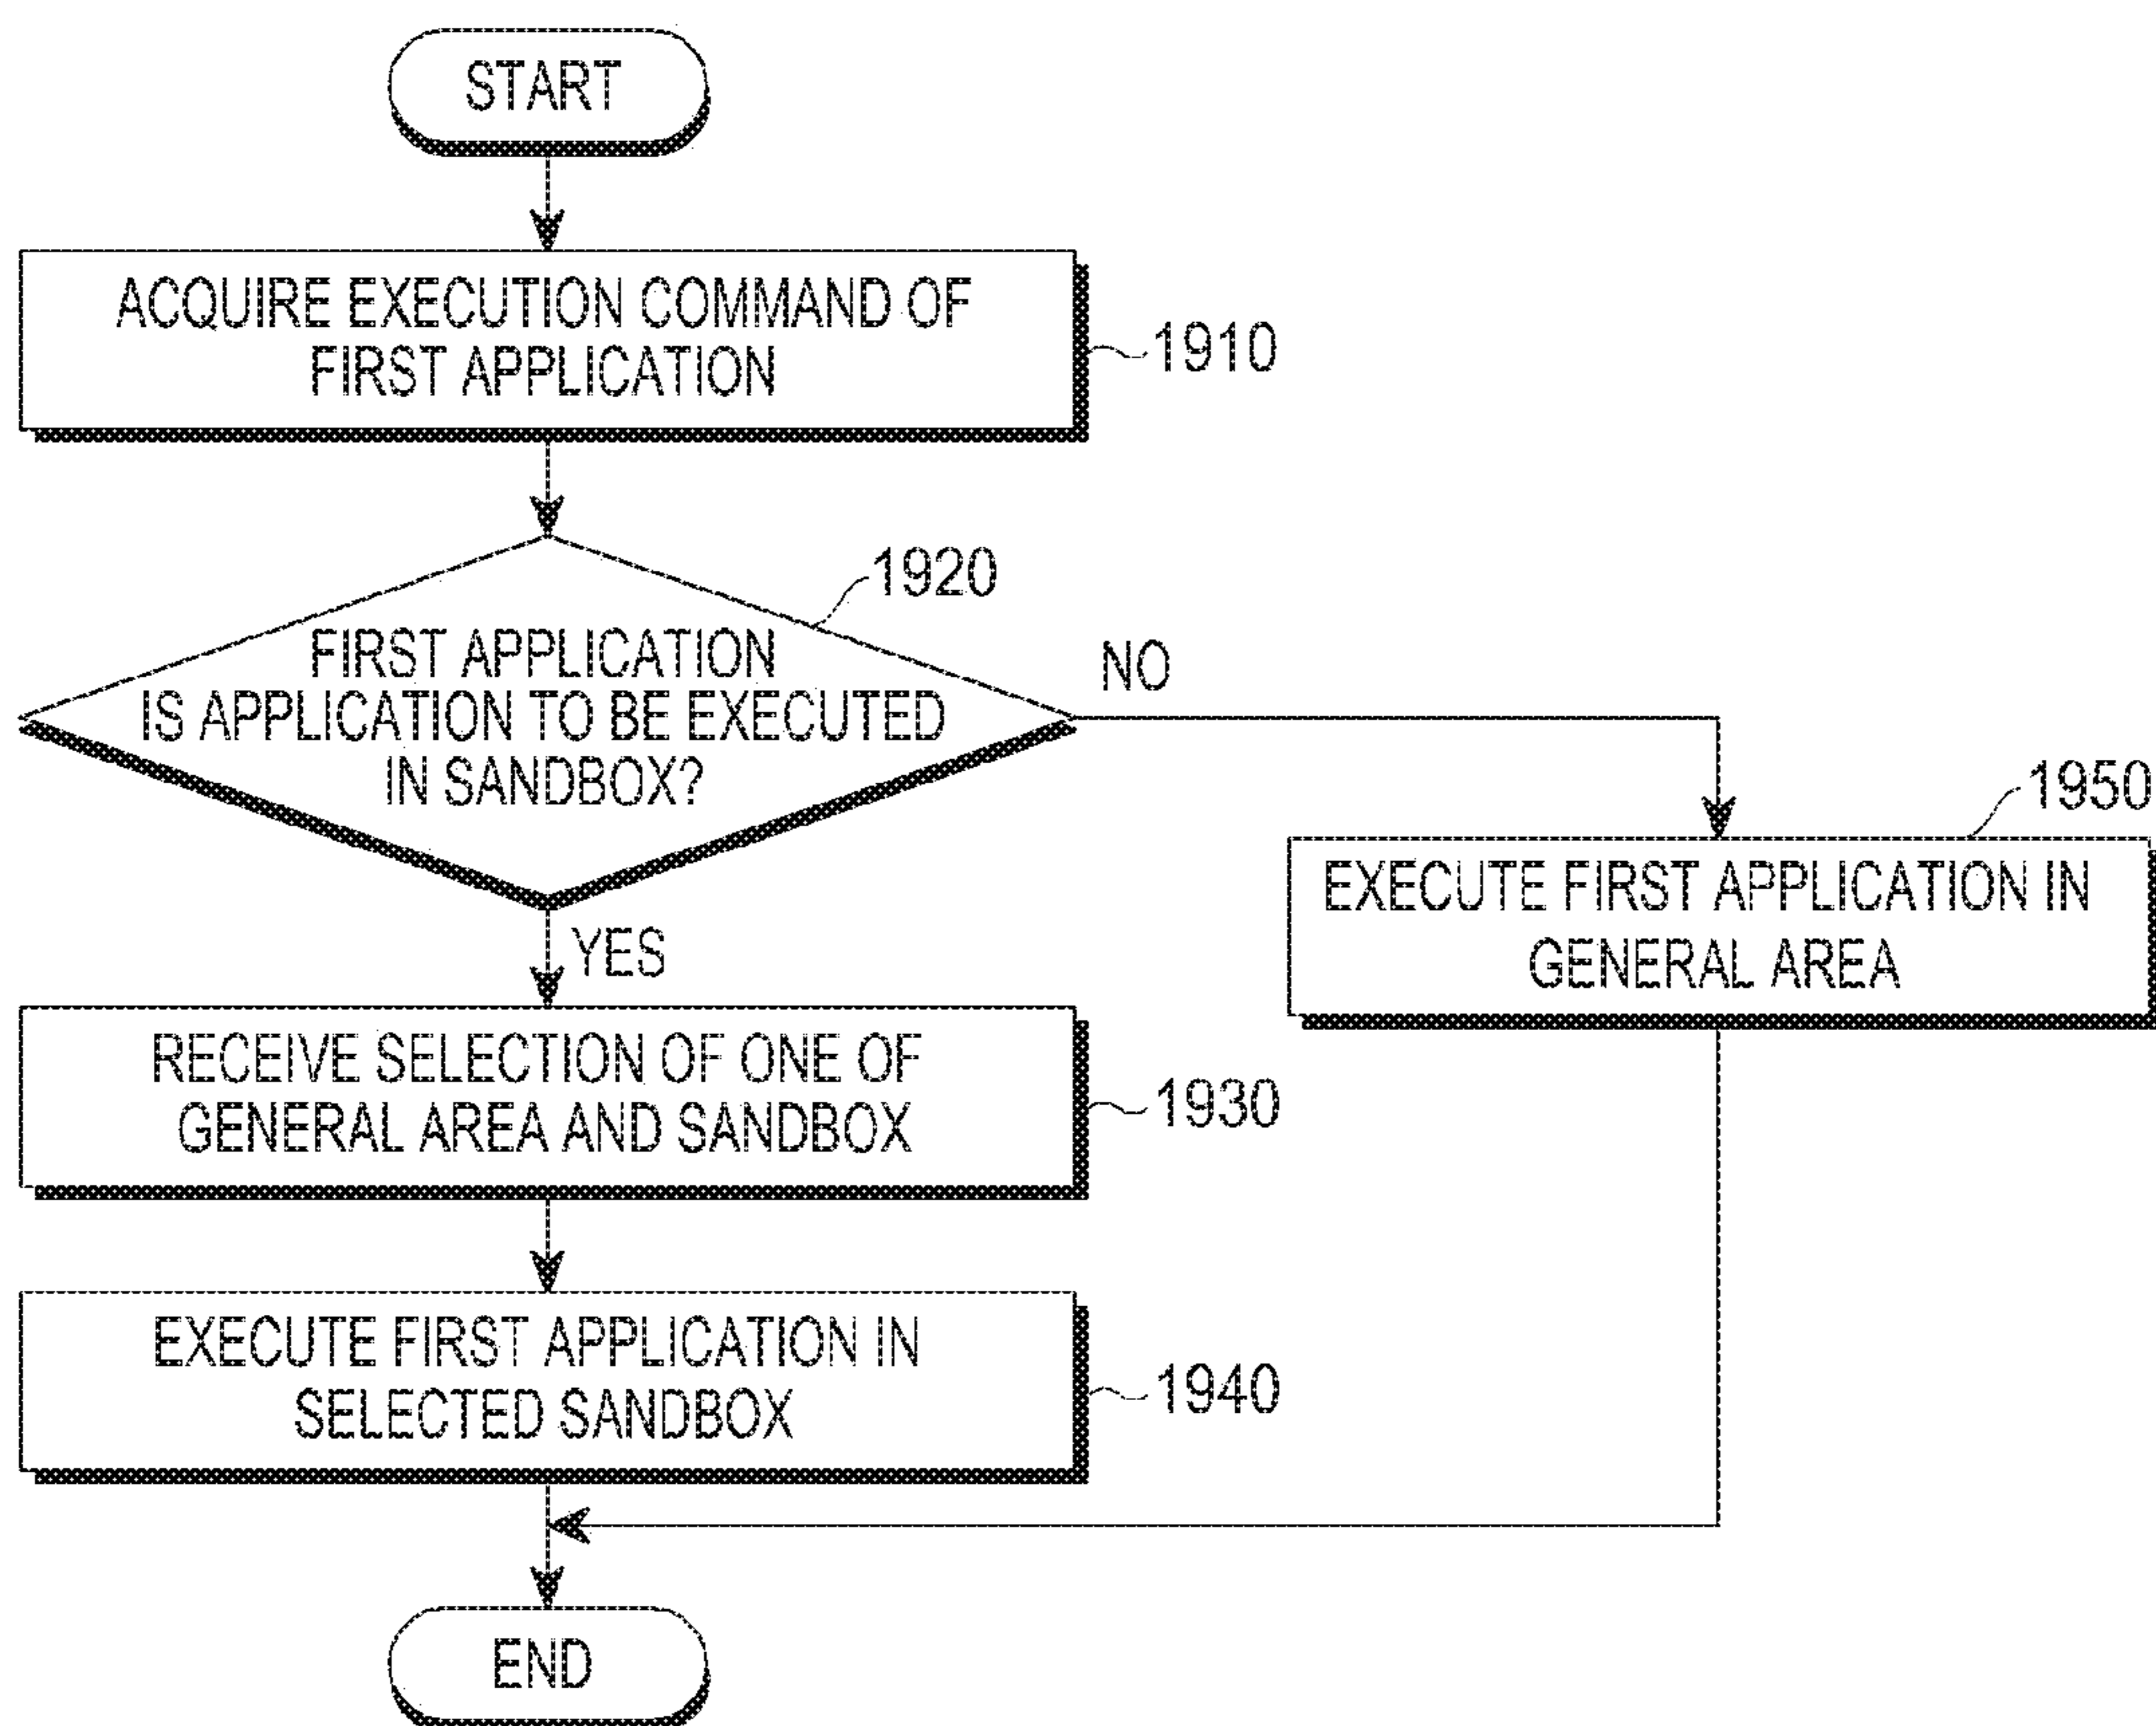 START
ACQUIRE EXECUTION COMMAND OF
FIRST APPLICATION
1910
1920
FIRST APPLICATION
IS APPLICATION TO BE EXECUTED
IN SANDBOX?
NO
YES
1950
EXECUTE FIRST APPLICATION IN
GENERAL AREA
RECEIVE SELECTION OF ONE OF
GENERAL AREA AND SANDBOX
1930
EXECUTE FIRST APPLICATION IN
SELECTED SANDBOX
1940
END